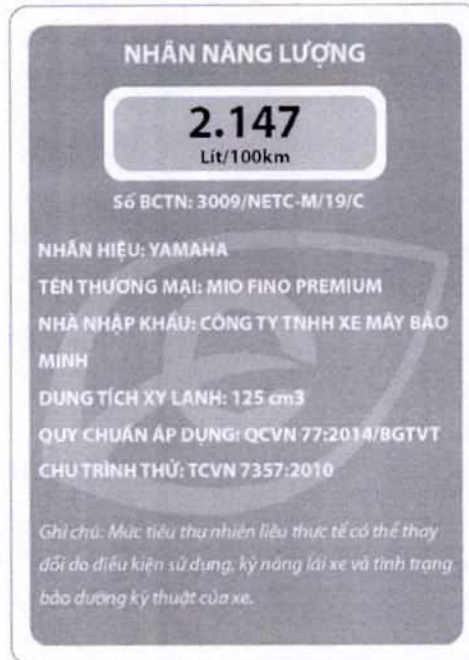 NHÃN NĂNG LƯỢNG
2.147
Lít/100km
Số BCTN: 3009/NETC-M/19/C
NHÃN HIỆU: YAMAHA
TÊN THƯƠNG MẠI: MIO FINO PREMIUM
NHÀ NHẬP KHẨU: CÔNG TY TNHH XE MÁY BẢO
MINH
DUNG TÍCH XY LANH: 125 cm3
QUY CHUẨN ÁP DỤNG: QCVN 77:2014/BGTVT
CHU TRÌNH THỬ: TCVN 7357:2010
Ghi chú: Mức tiêu thụ nhiên liệu thực tế có thể thay
đổi do điều kiện sử dụng, kỹ năng lái xe và tình trạng
bảo dưỡng kỹ thuật của xe.